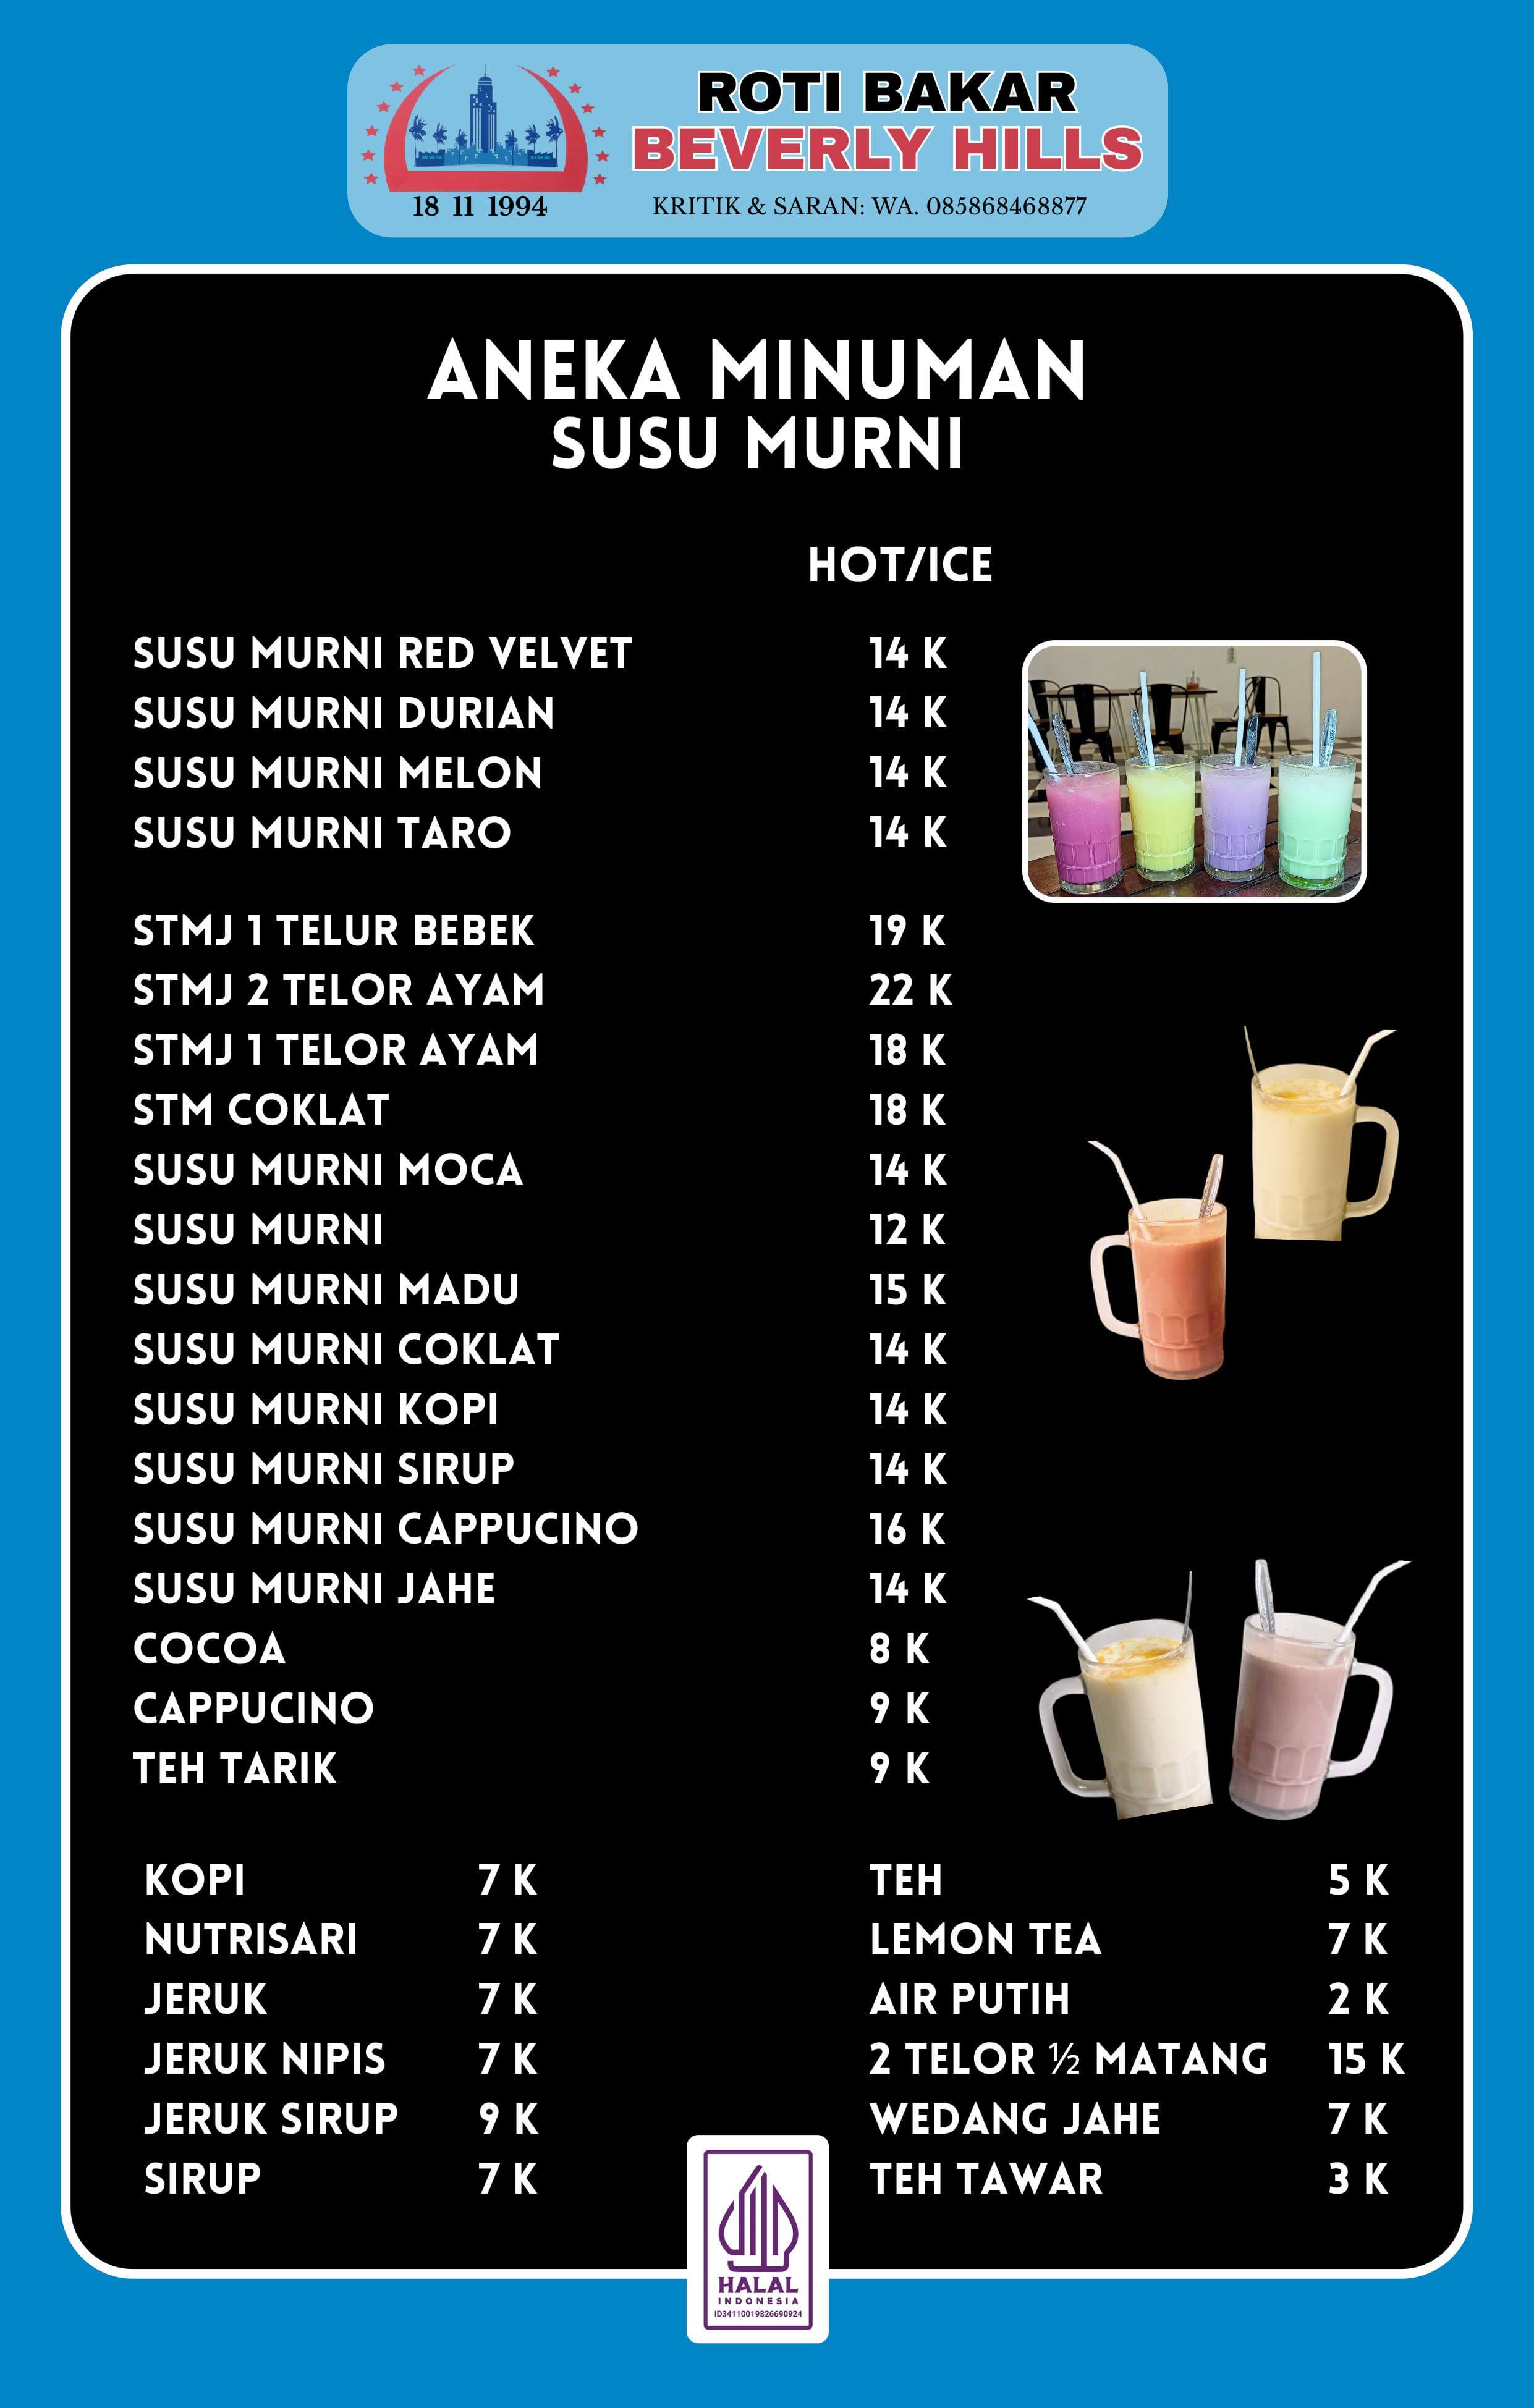 ROTI BAKAR
BEVERLY HILLS
18 11 1994
KRITIK & SARAN: WA. 085868468877
ANEKA MINUMAN
SUSU MURNI
HOT/ICE
SUSU MURNI RED VELVET 14 K
SUSU MURNI DURIAN 14 K
SUSU MURNI MELON 14 K
SUSU MURNI TARO 14 K
STMJ 1 TELUR BEBEK 19 K
STMJ 2 TELOR AYAM 22 K
STMJ 1 TELOR AYAM 18 K
STM COKLAT 18 K
SUSU MURNI MOCA 14 K
SUSU MURNI 12 K
SUSU MURNI MADU 15 K
SUSU MURNI COKLAT 14 K
SUSU MURNI KOPI 14 K
SUSU MURNI SIRUP 14 K
SUSU MURNI CAPPUCINO 16 K
SUSU MURNI JAHE 14 K
COCOA 8 K
CAPPUCINO 9 K
TEH TARIK 9 K
KOPI 7 K
NUTRISARI 7 K
JERUK 7 K
JERUK NIPIS 7 K
JERUK SIRUP 9 K
SIRUP 7 K
TEH 5 K
LEMON TEA 7 K
AIR PUTIH 2 K
2 TELOR ½ MATANG 15 K
WEDANG JAHE 7 K
TEH TAWAR 3 K
HALAL
INDONESIA
ID34110019826690924